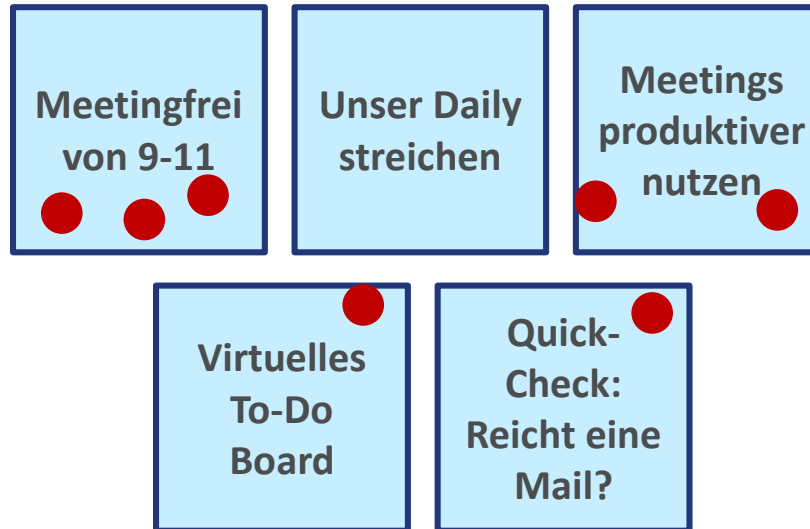 Meetingfrei
von 9-11
Unser Daily
streichen
Meetings
produktiver
nutzen
Virtuelles
To-Do
Board
Quick-
Check:
Reicht eine
Mail?